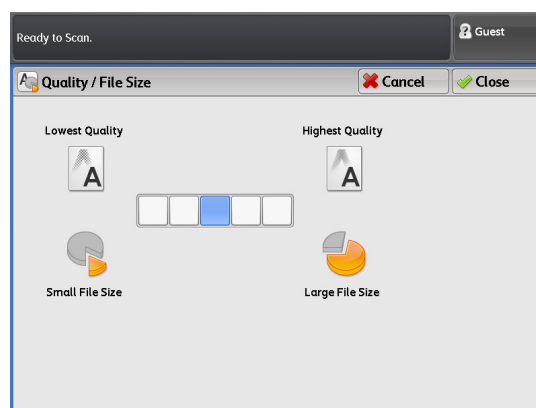 Ready to Scan.
Guest
Quality / File Size
Cancel
Close
Lowest Quality
Highest Quality
A
A
Small File Size
Large File Size